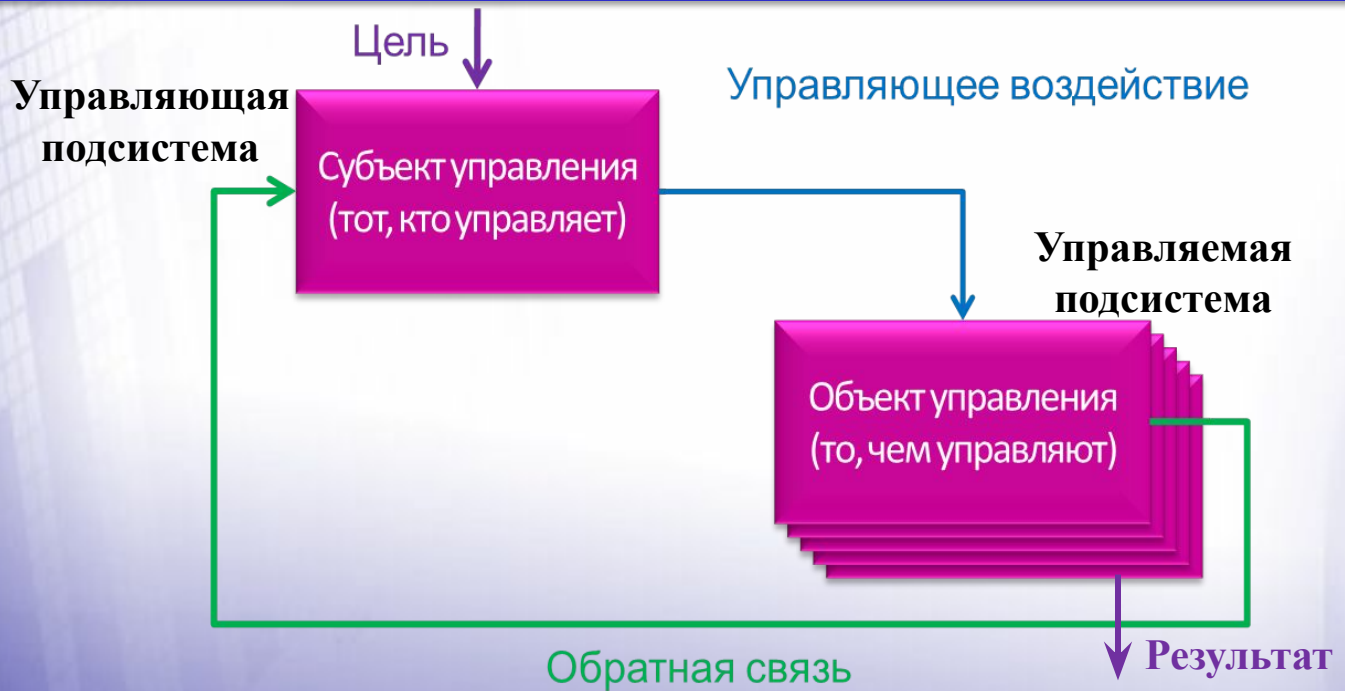 Цель
Управляющая
подсистема
Управляющее воздействие
Субъект управления
(тот, кто управляет)
Управляемая
подсистема
Объект управления
(то, чем управляют)
Результат
Обратная связь